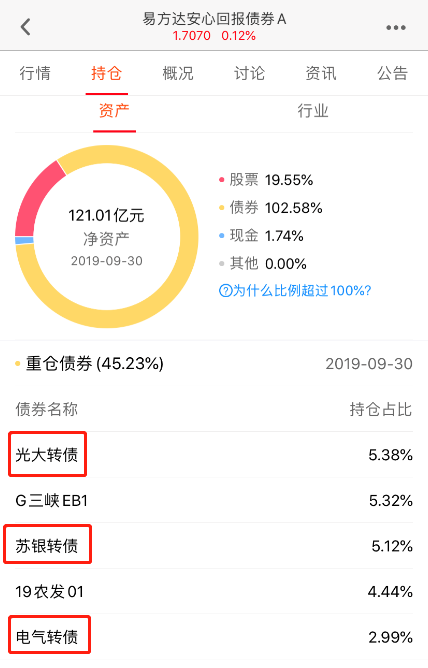 易方达安心回报债券A
1.7070 0.12%
行情 持仓 概况 讨论 资讯 公告
资产 行业
121.01亿元
净资产
2019-09-30
股票 19.55%
债券 102.58%
现金 1.74%
其他 0.00%
?为什么比例超过100%?
重仓债券 (45.23%) 2019-09-30
债券名称 持仓占比
光大转债 5.38%
G三峡EB1 5.32%
苏银转债 5.12%
19农发01 4.44%
电气转债 2.99%